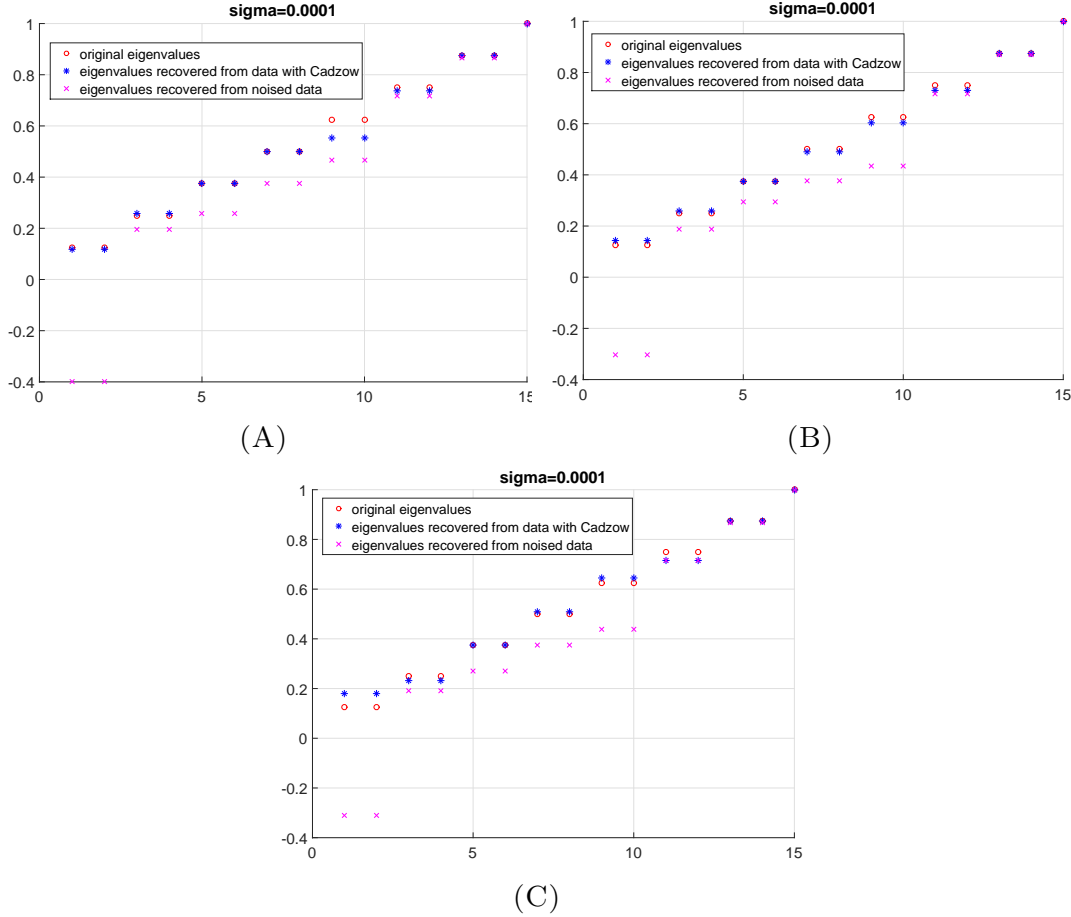 sigma=0.0001
1
0.8
0.6
0.4
0.2
0
-0.2
-0.4
0
5
10
15
original eigenvalues
eigenvalues recovered from data with Cadzow
eigenvalues recovered from noised data
(A)
sigma=0.0001
1
0.8
0.6
0.4
0.2
0
-0.2
-0.4
0
5
10
15
original eigenvalues
eigenvalues recovered from data with Cadzow
eigenvalues recovered from noised data
(B)
sigma=0.0001
1
0.8
0.6
0.4
0.2
0
-0.2
-0.4
0
5
10
15
original eigenvalues
eigenvalues recovered from data with Cadzow
eigenvalues recovered from noised data
(C)